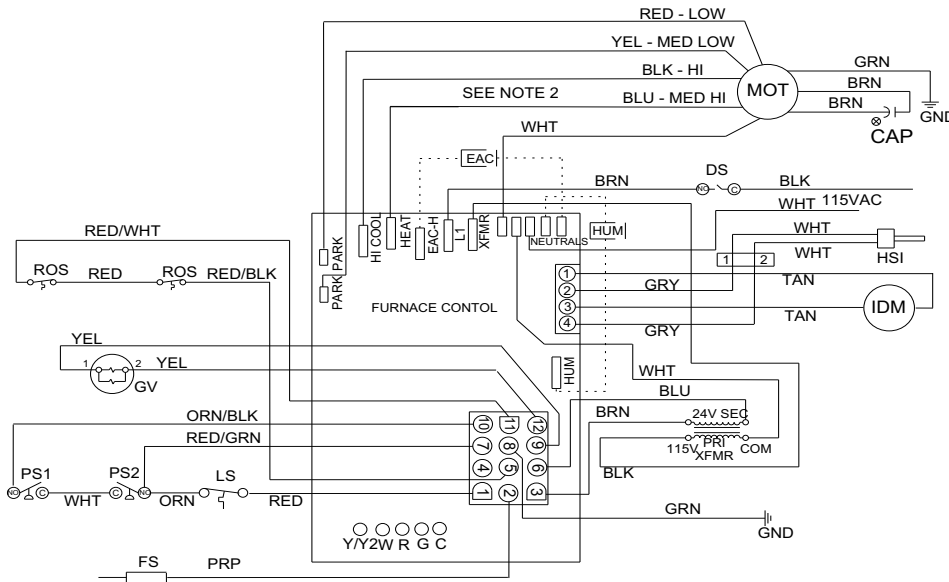 RED - LOW
YEL - MED LOW
BLK - HI
SEE NOTE 2
BLU - MED HI
WHT
MOT
GRN
BRN
BRN
GND
CAP
EAC
BRN
NO
C
DS
BLK
WHT 115VAC
RED/WHT
ROS
RED
ROS
RED/BLK
PARK
PARK
HI COOL
HEAT
EAC-H
L1
XFMR
NEUTRALS
HUM
WHT
WHT
HSI
1 2
FURNACE CONTOL
1
2
3
4
GRY
TAN
TAN
GRY
IDM
YEL
YEL
1 2
GV
HUM
WHT
BLU
BRN
24V SEC
115V PRI COM
XFMR
BLK
ORN/BLK
RED/GRN
10 11 12
7 8 9
4 5 6
1 2 3
PS1
NO C
WHT
PS2
C NO
ORN
LS
RED
GRN
GND
Y/Y2 W R G C
FS
PRP